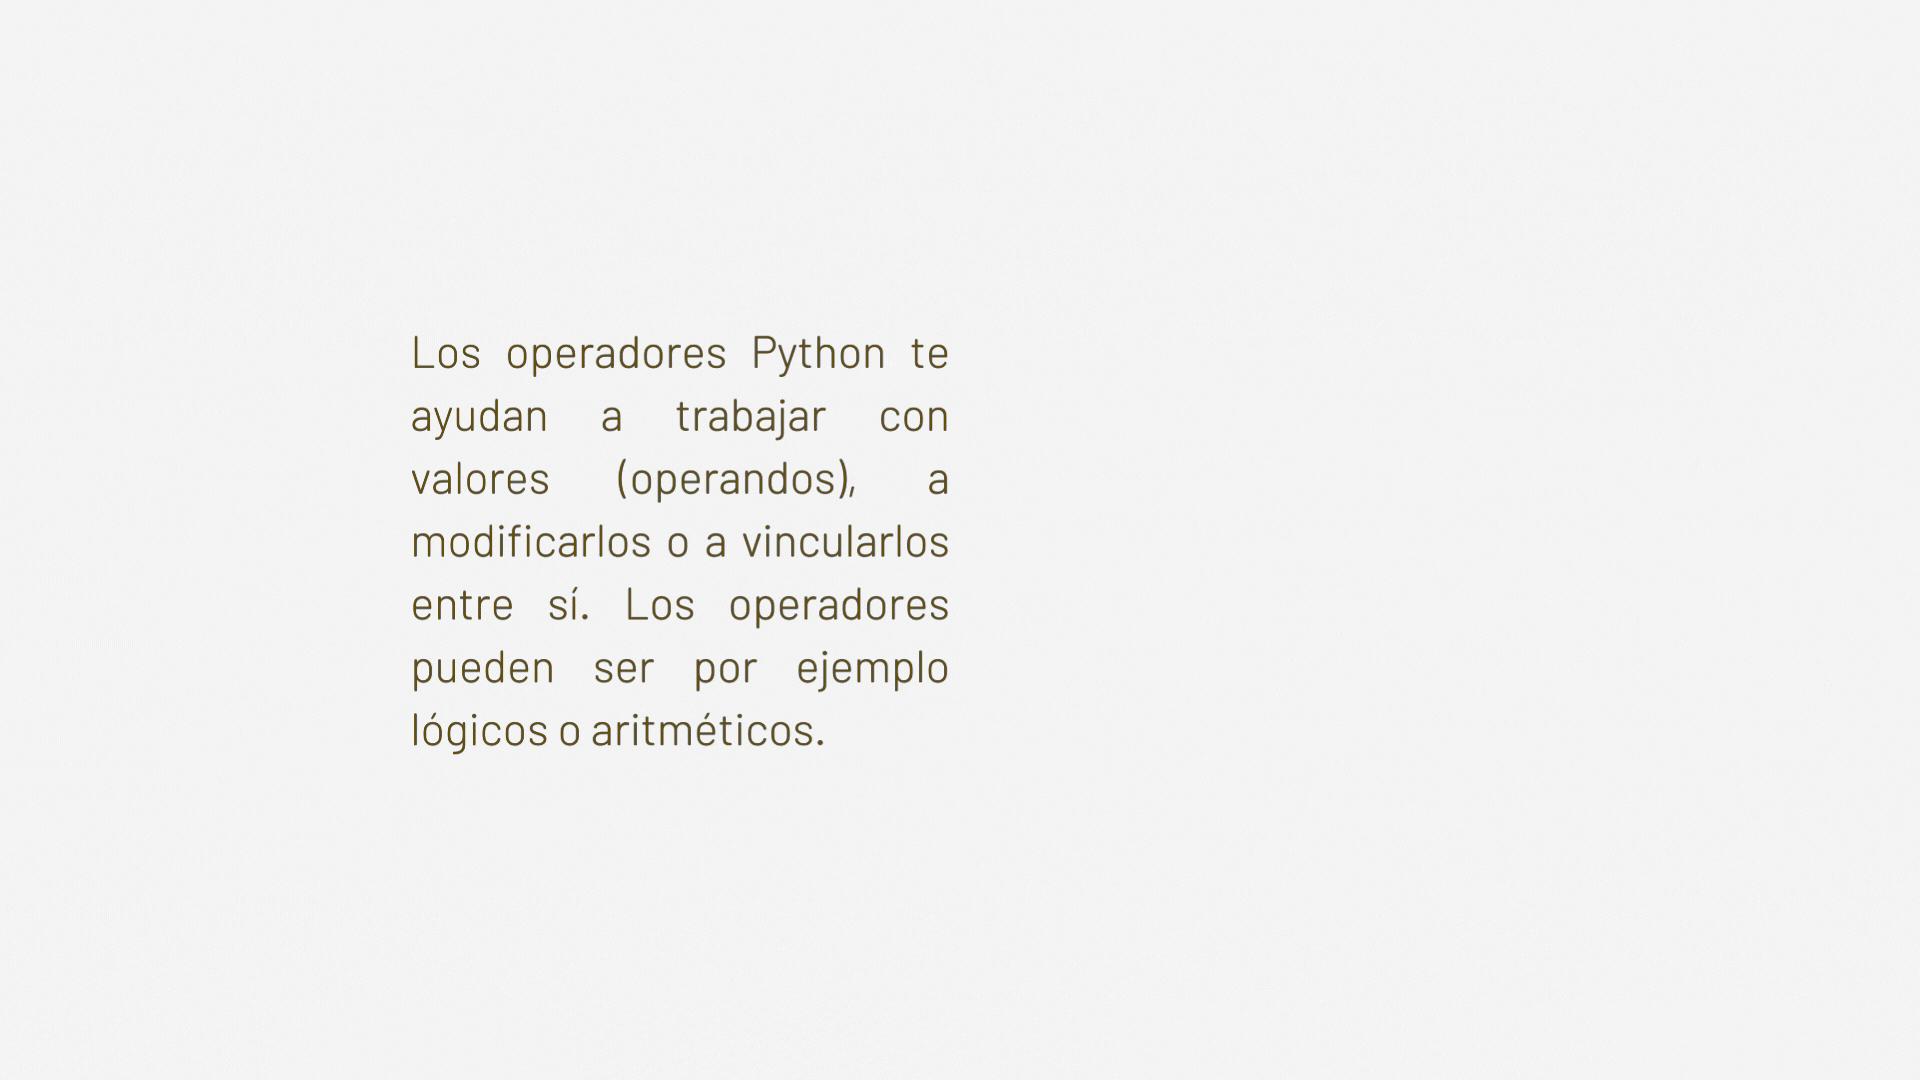 Los operadores Python te
ayudan a trabajar con
valores (operandos), a
modificarlos o a vincularlos
entre sí. Los operadores
pueden ser por ejemplo
lógicos o aritméticos.